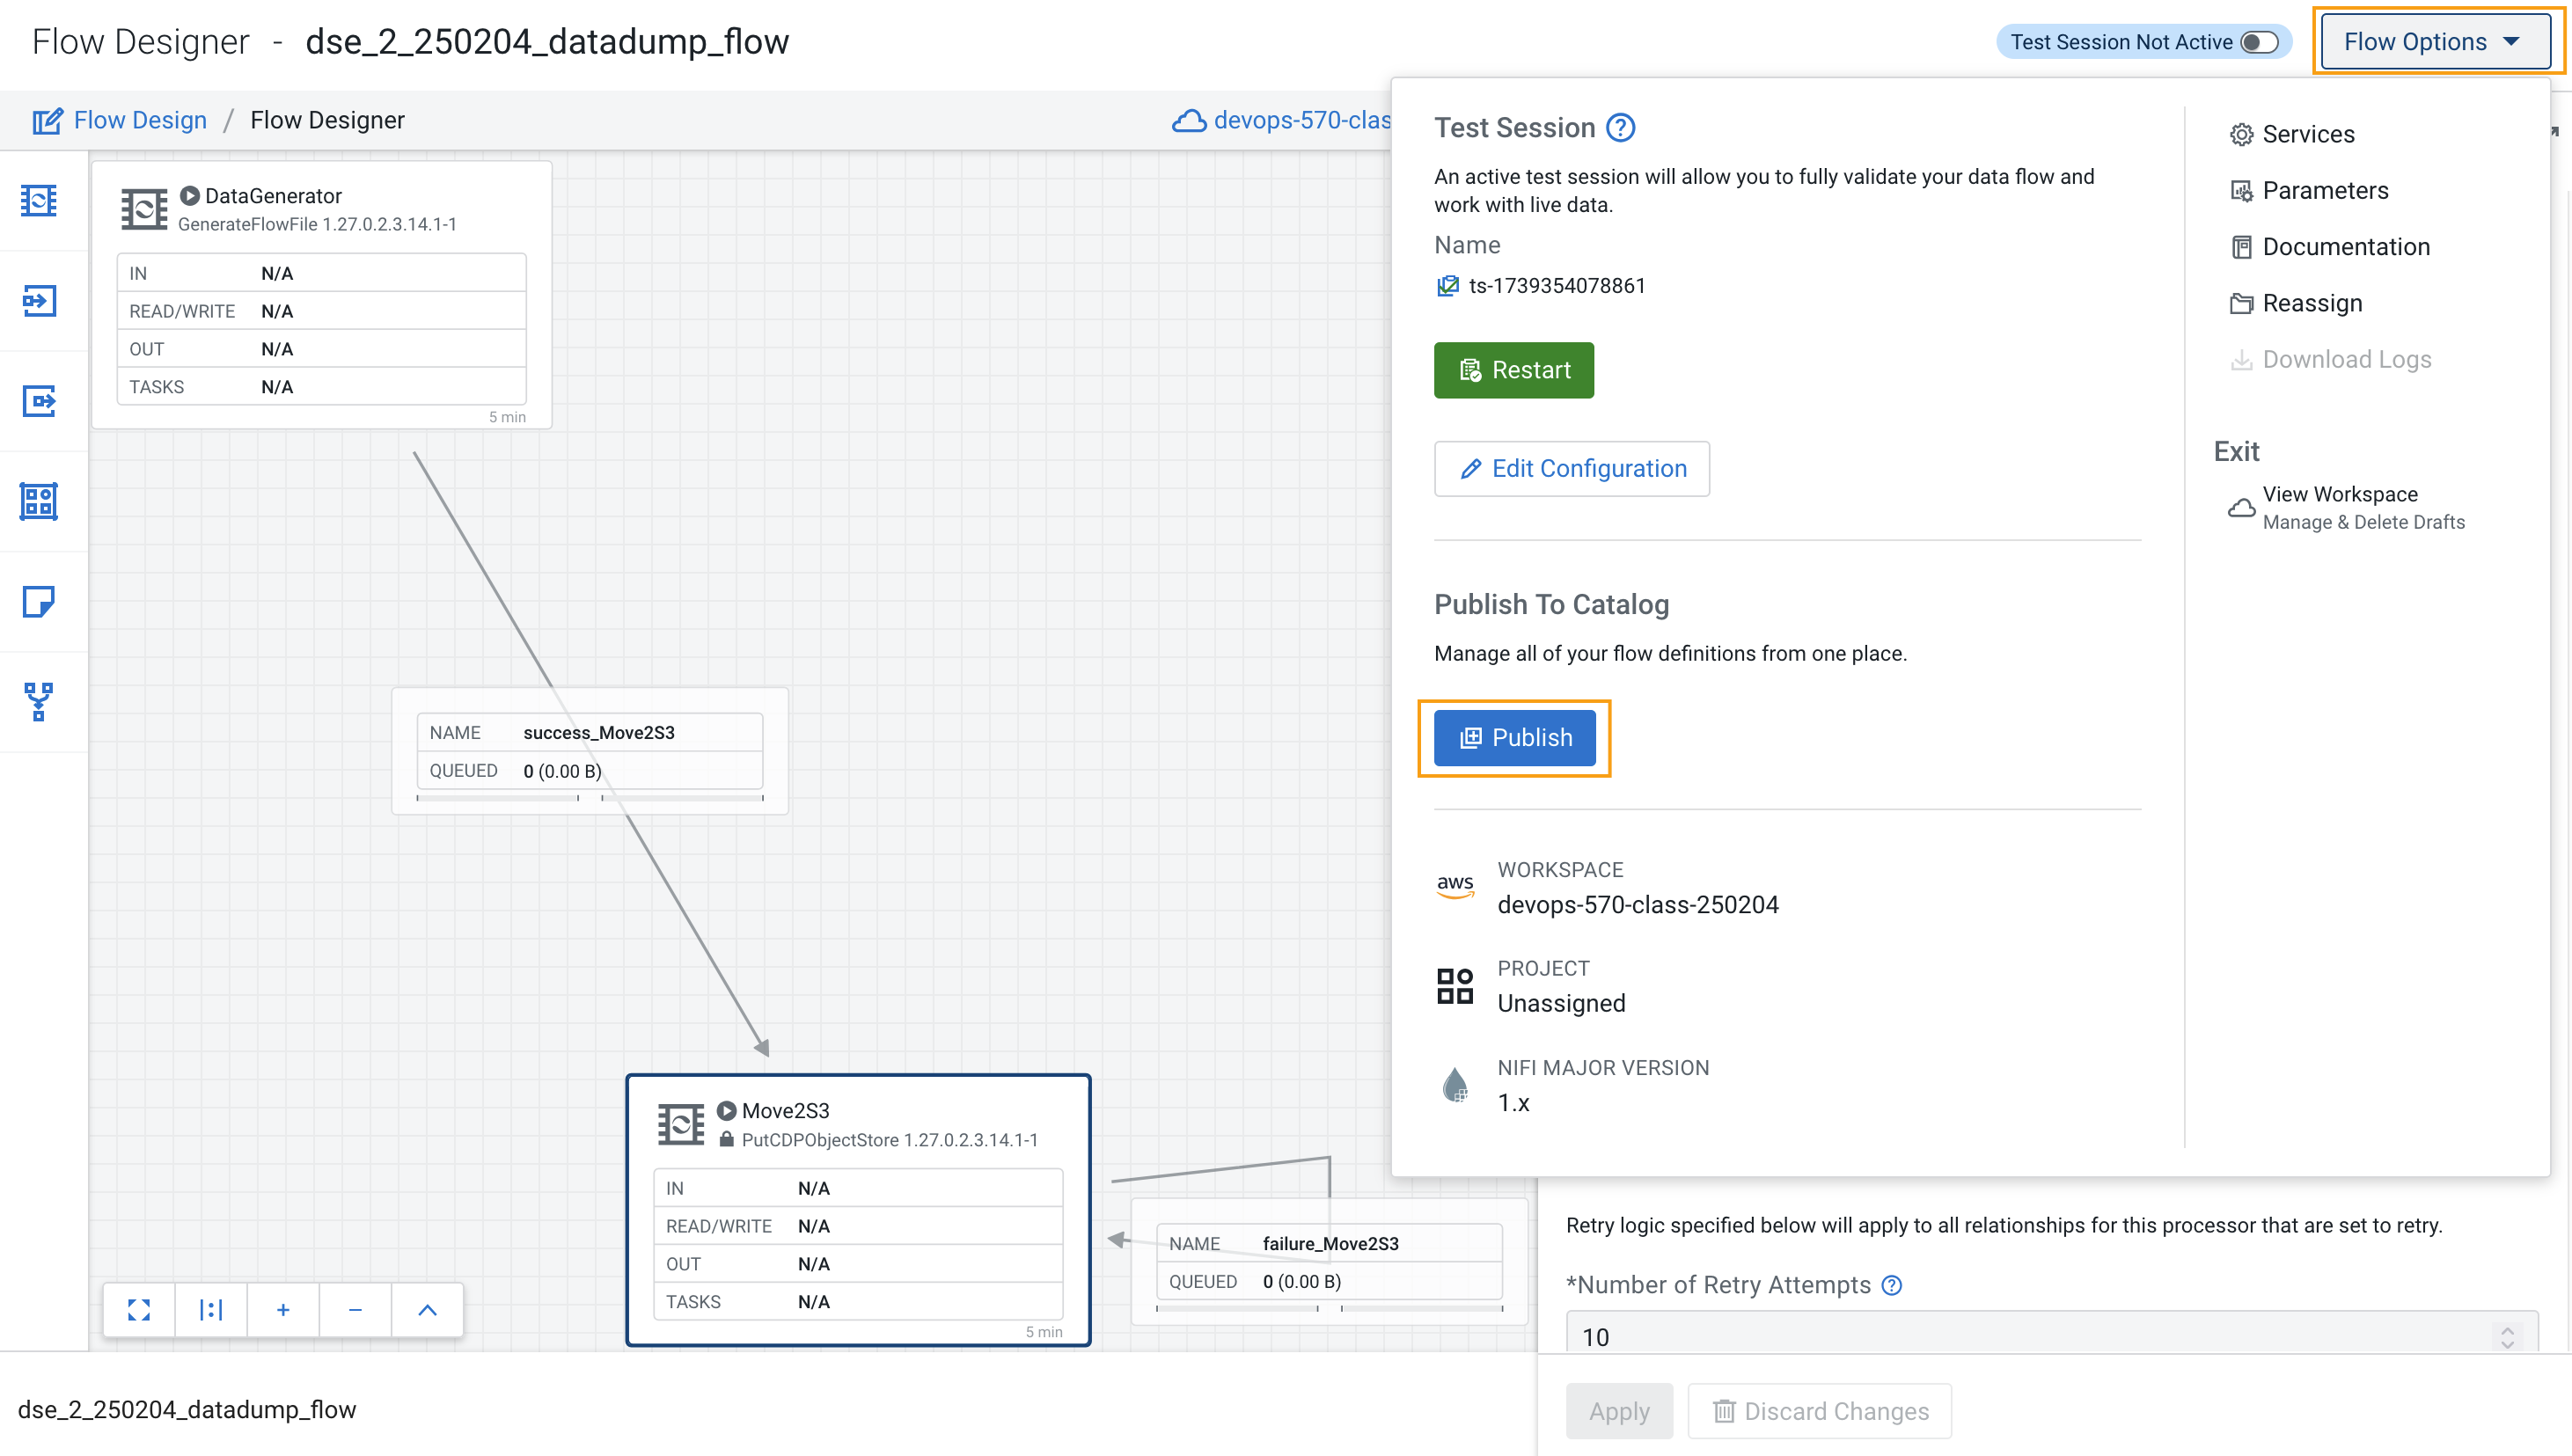 Flow Designer - dse_2_250204_datadump_flow
Test Session Not Active
Flow Options
Flow Design / Flow Designer
devops-570-clas
DataGenerator
GenerateFlowFile 1.27.0.2.3.14.1-1
IN N/A
READ/WRITE N/A
OUT N/A
TASKS N/A
5 min
NAME success_Move2S3
QUEUED 0 (0.00 B)
Move2S3
PutCDPObjectStore 1.27.0.2.3.14.1-1
IN N/A
READ/WRITE N/A
OUT N/A
TASKS N/A
5 min
NAME failure_Move2S3
QUEUED 0 (0.00 B)
Test Session
An active test session will allow you to fully validate your data flow and
work with live data.
Name
ts-1739354078861
Restart
Edit Configuration
Publish To Catalog
Manage all of your flow definitions from one place.
Publish
aws
WORKSPACE
devops-570-class-250204
PROJECT
Unassigned
NIFI MAJOR VERSION
1.x
Services
Parameters
Documentation
Reassign
Download Logs
Exit
View Workspace
Manage & Delete Drafts
Retry logic specified below will apply to all relationships for this processor that are set to retry.
*Number of Retry Attempts
10
Apply
Discard Changes
dse_2_250204_datadump_flow